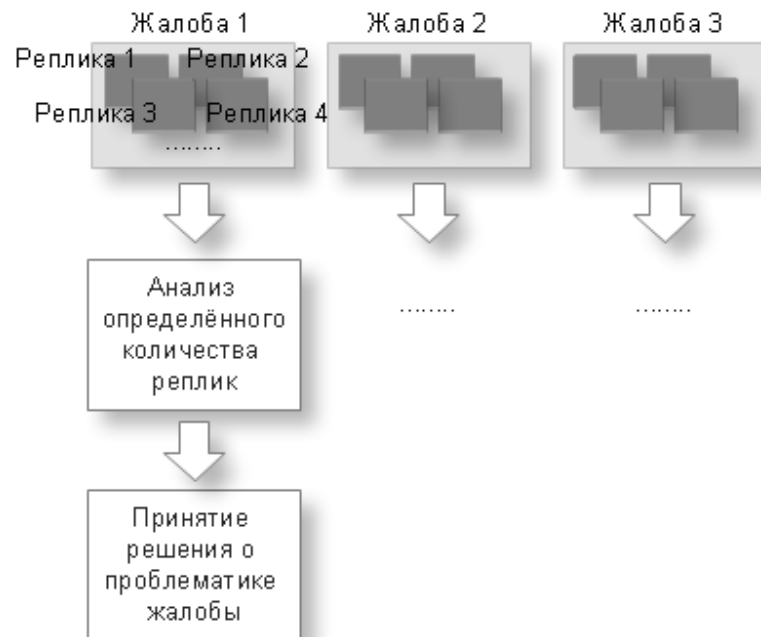 Жалоба 1 Жалоба 2 Жалоба 3
Реплика 1 Реплика 2
Реплика 3 Реплика 4
........
Анализ
определённого
количества
реплик
........ ........
Принятие
решения о
проблематике
жалобы